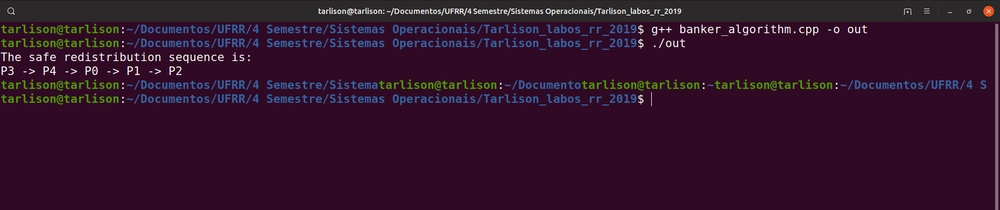 tarlison@tarlison: ~/Documentos/UFRR/4 Semestre/Sistemas Operacionais/Tarlison_labos_rr_2019
tarlison@tarlison:~/Documentos/UFRR/4 Semestre/Sistemas Operacionais/Tarlison_labos_rr_2019$ g++ banker_algorithm.cpp -o out
tarlison@tarlison:~/Documentos/UFRR/4 Semestre/Sistemas Operacionais/Tarlison_labos_rr_2019$ ./out
The safe redistribution sequence is:
P3 -> P4 -> P0 -> P1 -> P2
tarlison@tarlison:~/Documentos/UFRR/4 Semestre/Sistematarlison@tarlison:~/Documentotarlison@tarlison:~tarlison@tarlison:~/Documentos/UFRR/4 S
tarlison@tarlison:~/Documentos/UFRR/4 Semestre/Sistemas Operacionais/Tarlison_labos_rr_2019$